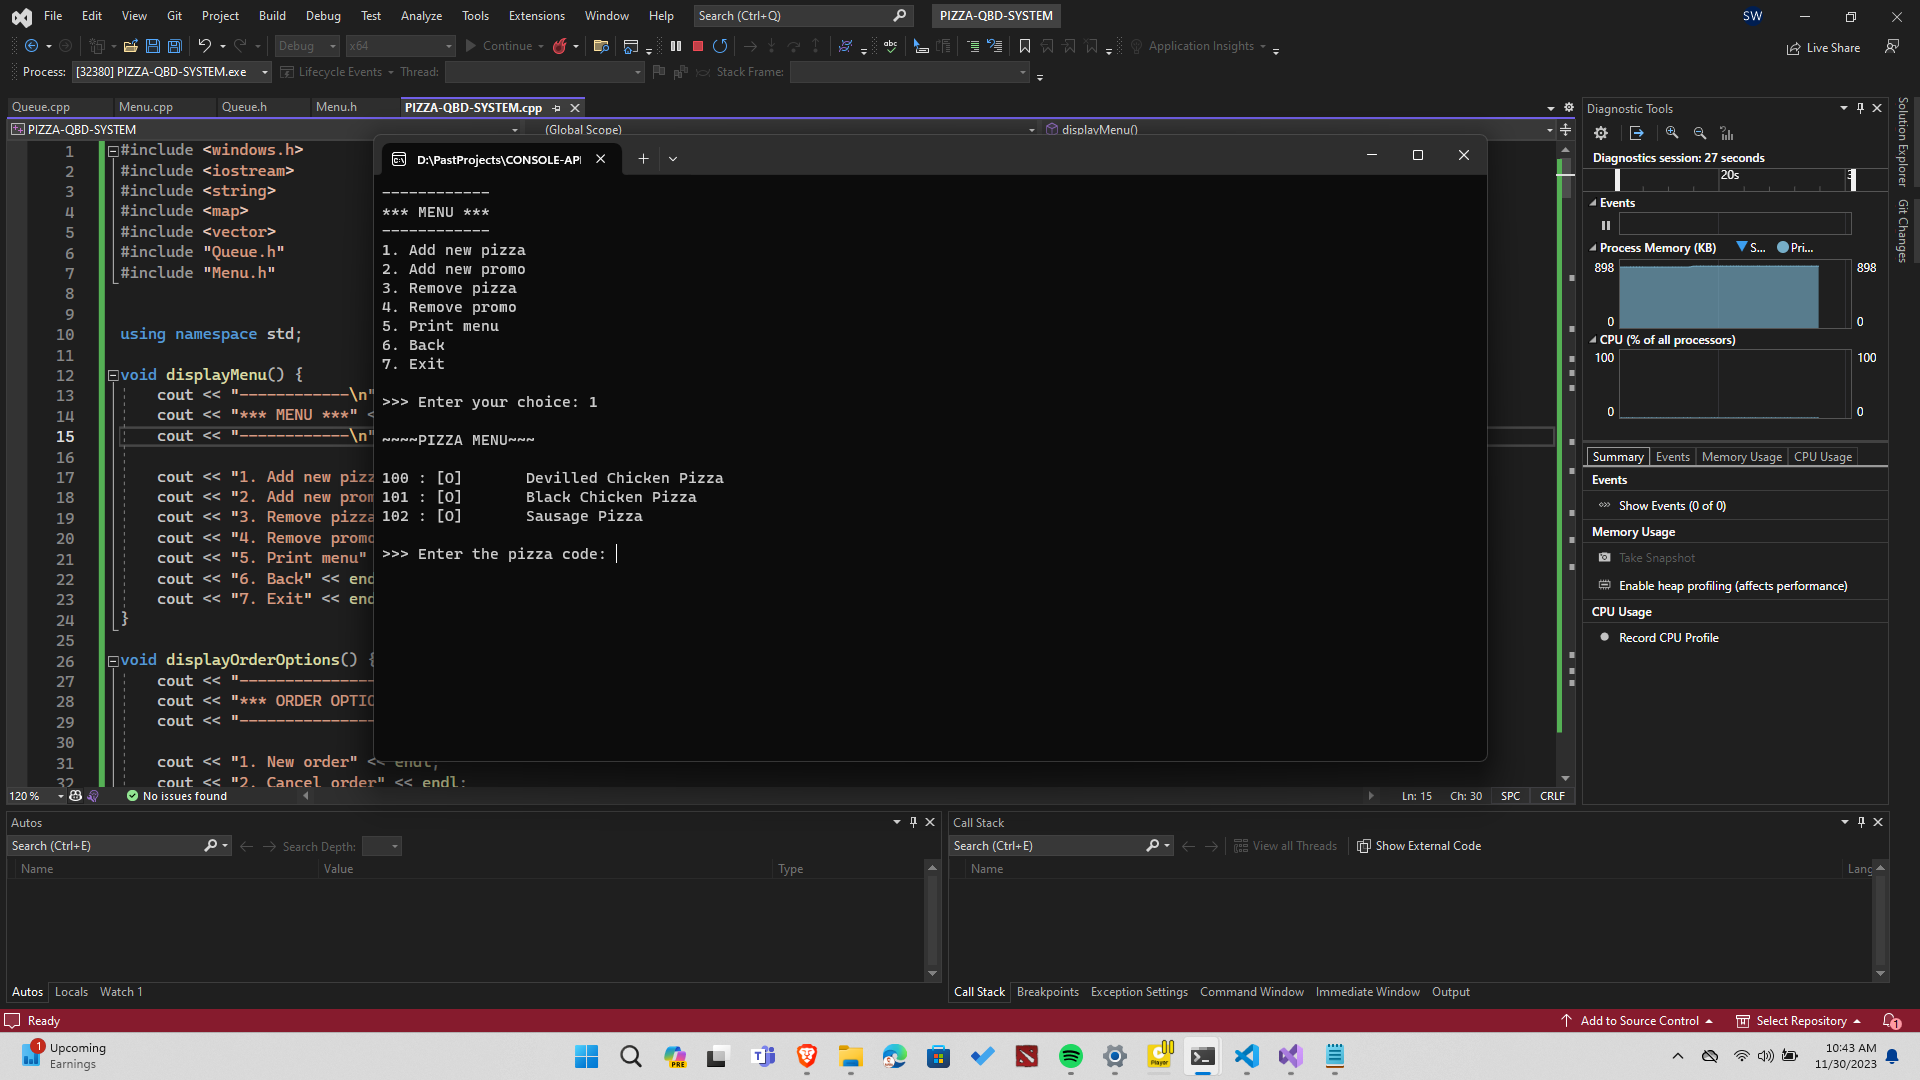 File Edit View Git Project Build Debug Test Analyze Tools Extensions Window Help Search (Ctrl+Q) PIZZA-QBD-SYSTEM SW
Debug x64 Continue Application Insights Live Share
Process: [32380] PIZZA-QBD-SYSTEM.exe Lifecycle Events Thread: Stack Frame:
Queue.cpp Menu.cpp Queue.h Menu.h PIZZA-QBD-SYSTEM.cpp
PIZZA-QBD-SYSTEM (Global Scope) displayMenu()
1 #include <windows.h>
2 #include <iostream>
3 #include <string>
4 #include <map>
5 #include <vector>
6 #include "Queue.h"
7 #include "Menu.h"
8
9
10 using namespace std;
11
12 void displayMenu() {
13 cout << "------------\n"
14 cout << "*** MENU ***" <
15 cout << "------------\n"
16
17 cout << "1. Add new pizz
18 cout << "2. Add new prom
19 cout << "3. Remove pizza
20 cout << "4. Remove promo
21 cout << "5. Print menu"
22 cout << "6. Back" << end
23 cout << "7. Exit" << end
24 }
25
26 void displayOrderOptions() {
27 cout << "---------------
28 cout << "*** ORDER OPTIO
29 cout << "---------------
30
31 cout << "1. New order" << endl;
32 cout << "2. Cancel order" << endl;
D:\PastProjects\CONSOLE-API
------------
*** MENU ***
------------
1. Add new pizza
2. Add new promo
3. Remove pizza
4. Remove promo
5. Print menu
6. Back
7. Exit
>>> Enter your choice: 1
~~~~PIZZA MENU~~~
100 : [O] Devilled Chicken Pizza
101 : [O] Black Chicken Pizza
102 : [O] Sausage Pizza
>>> Enter the pizza code:
120 % No issues found Ln: 15 Ch: 30 SPC CRLF
Diagnostic Tools
Diagnostics session: 27 seconds
20s
Events
Process Memory (KB) S... Pri...
898 898
0 0
CPU (% of all processors)
100 100
0 0
Summary Events Memory Usage CPU Usage
Events
Show Events (0 of 0)
Memory Usage
Take Snapshot
Enable heap profiling (affects performance)
CPU Usage
Record CPU Profile
Solution Explorer
Git Changes
Autos
Search (Ctrl+E) Search Depth:
Name Value Type
Autos Locals Watch 1
Call Stack
Search (Ctrl+E) View all Threads Show External Code
Name Lang
Call Stack Breakpoints Exception Settings Command Window Immediate Window Output
Ready Add to Source Control Select Repository 1
1 Upcoming
Earnings
PRE
Player
10:43 AM
11/30/2023